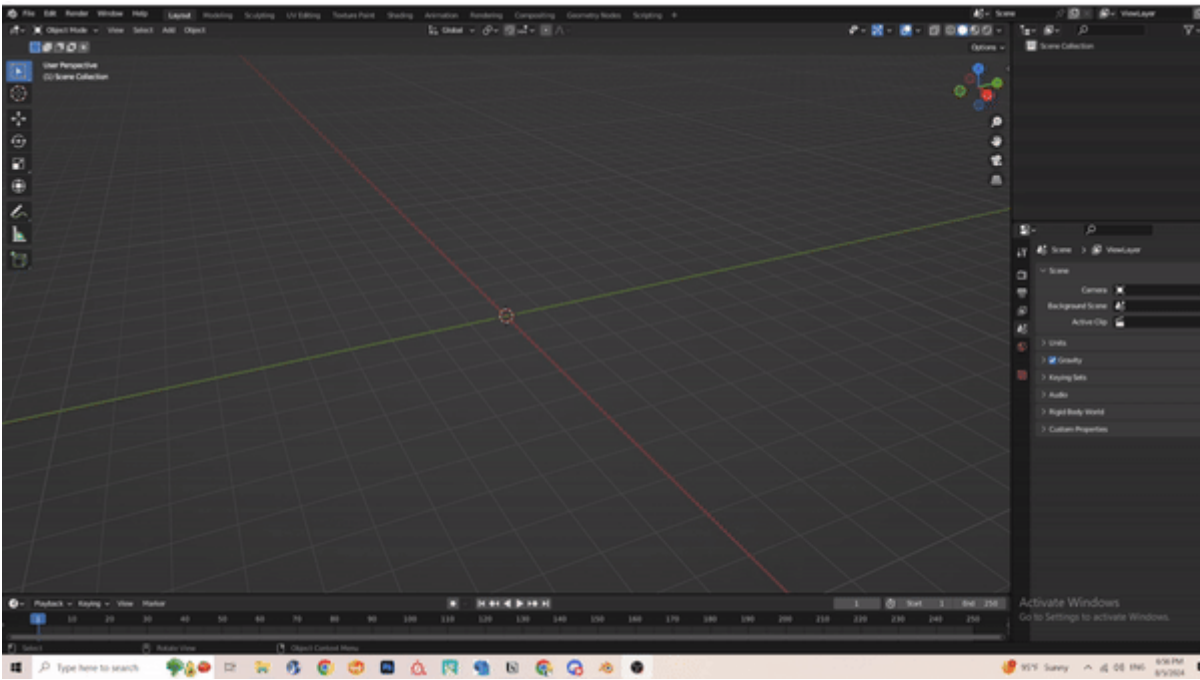 File Edit Render Window Help Layout Modeling Sculpting UV Editing Texture Paint Shading Animation Rendering Compositing Geometry Nodes Scripting + Scene ViewLayer
Object Mode View Select Add Object Global
Options
User Perspective
(1) Scene Collection
Scene Collection
Scene > ViewLayer
Scene
Camera
Background Scene
Active Clip
Units
Gravity
Keying Sets
Audio
Rigid Body World
Custom Properties
Playback Keying View Marker 1 Start 1 End 250
1 10 20 30 40 50 60 70 80 90 100 110 120 130 140 150 160 170 180 190 200 210 220 230 240 250
Activate Windows
Go to Settings to activate Windows.
Select Rotate View Object Context Menu
Type here to search 95°F Sunny ENG 6:56 PM